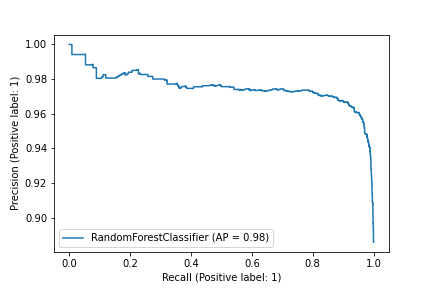 1.00
0.98
0.96
0.94
0.92
0.90
Precision (Positive label: 1)
RandomForestClassifier (AP = 0.98)
0.0 0.2 0.4 0.6 0.8 1.0
Recall (Positive label: 1)